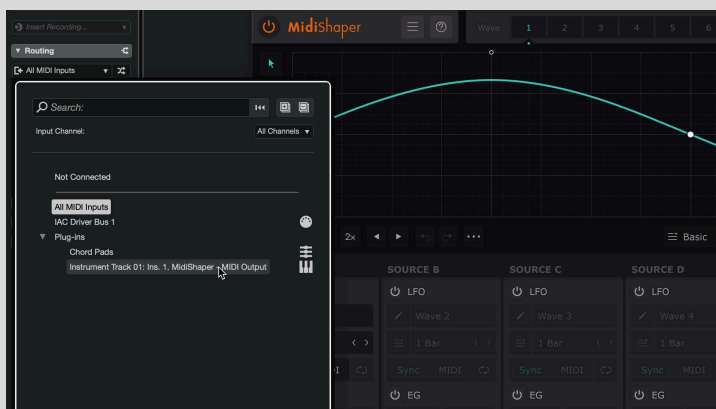 Insert Recording...
Routing
All MIDI Inputs
Search:
Input Channel:
All Channels
Not Connected
All MIDI Inputs
IAC Driver Bus 1
Plug-ins
Chord Pads
Instrument Track 01: Ins. 1. MidiShaper - MIDI Output
MidiShaper
Wave 1 2 3 4 5 6
2x
Basic
SOURCE B SOURCE C SOURCE D
LFO LFO LFO
Wave 2 Wave 3 Wave 4
1 Bar 1 Bar 1 Bar
Sync MIDI Sync MIDI Sync MIDI
EG EG EG